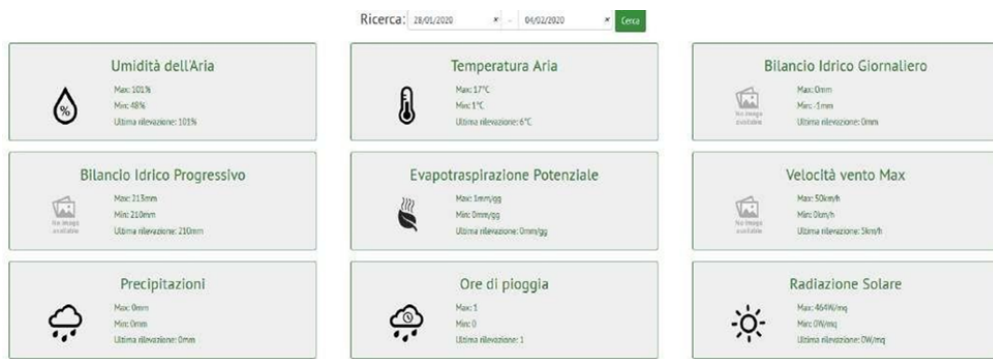 Ricerca: 28/01/2020 × - 04/02/2020 × Cerca
Umidità dell'Aria
Max: 101%
Min: 48%
Ultima rilevazione: 101%
%
Temperatura Aria
Max: 17°C
Min: 1°C
Ultima rilevazione: 6°C
Bilancio Idrico Giornaliero
Max: 0mm
Min: -1mm
Ultima rilevazione: 0mm
No image
available
Bilancio Idrico Progressivo
Max: 213mm
Min: 210mm
Ultima rilevazione: 210mm
No image
available
Evapotraspirazione Potenziale
Max: 1mm/gg
Min: 0mm/gg
Ultima rilevazione: 0mm/gg
Velocità vento Max
Max: 50km/h
Min: 0km/h
Ultima rilevazione: 5km/h
No image
available
Precipitazioni
Max: 0mm
Min: 0mm
Ultima rilevazione: 0mm
Ore di pioggia
Max: 1
Min: 0
Ultima rilevazione: 1
Radiazione Solare
Max: 464W/mq
Min: 0W/mq
Ultima rilevazione: 0W/mq